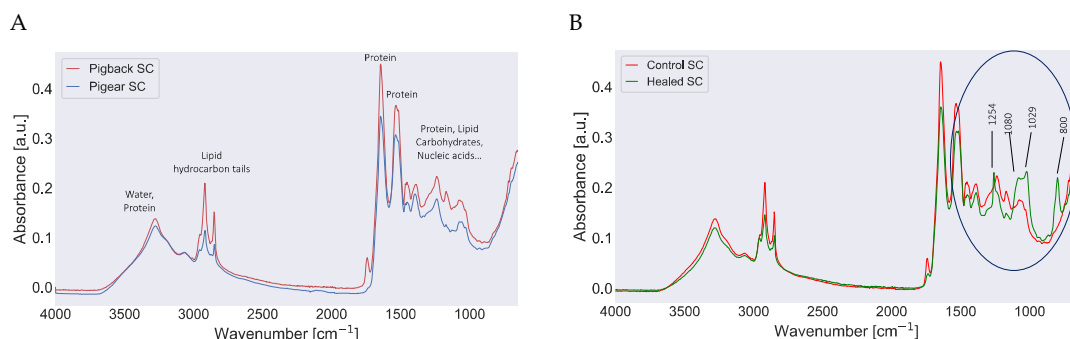 A
Pigback SC
Pigear SC
Protein
Protein
Protein, Lipid
Carbohydrates,
Nucleic acids...
Lipid
hydrocarbon tails
Water,
Protein
Absorbance [a.u.]
0.4
0.3
0.2
0.1
0.0
4000
3500
3000
2500
2000
1500
1000
Wavenumber [cm⁻¹]
B
Control SC
Healed SC
1254
1080
1029
800
Absorbance [a.u.]
0.4
0.3
0.2
0.1
0.0
4000
3500
3000
2500
2000
1500
1000
Wavenumber [cm⁻¹]